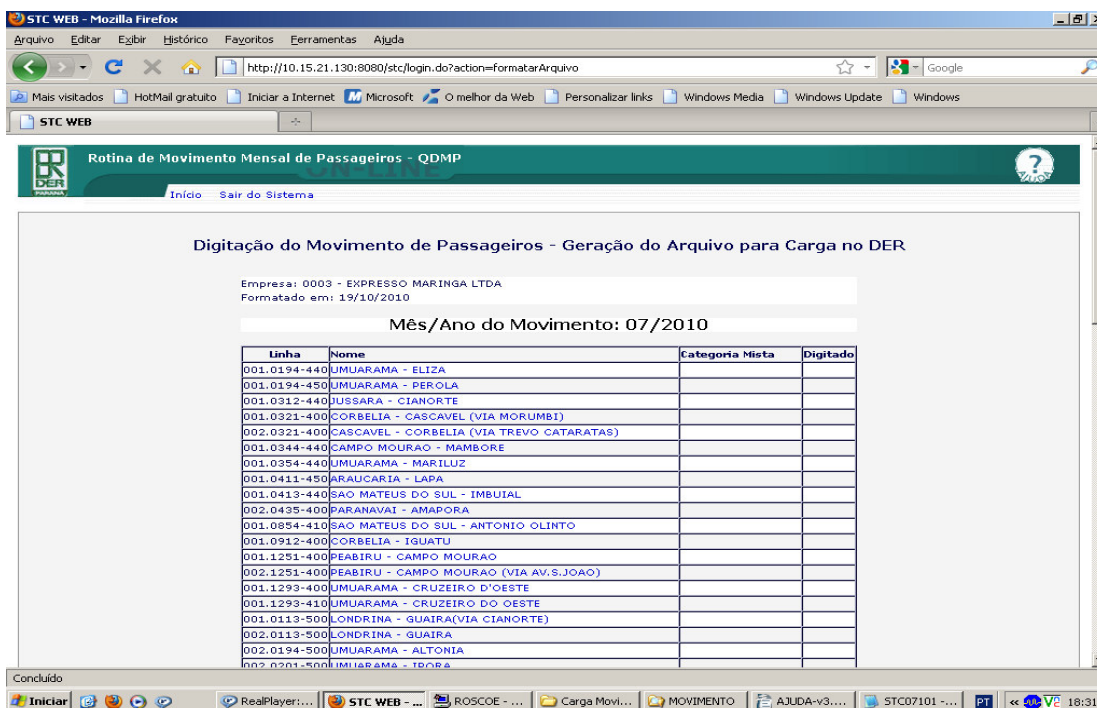 STC WEB - Mozilla Firefox
Arquivo Editar Exibir Histórico Favoritos Ferramentas Ajuda
http://10.15.21.130:8080/stc/login.do?action=formatarArquivo
Google
Mais visitados HotMail gratuito Iniciar a Internet Microsoft O melhor da Web Personalizar links Windows Media Windows Update Windows
STC WEB
Rotina de Movimento Mensal de Passageiros - QDMP
ON-LINE
DER
PARANÁ
?
AJUDA
Início Sair do Sistema
Digitação do Movimento de Passageiros - Geração do Arquivo para Carga no DER
Empresa: 0003 - EXPRESSO MARINGA LTDA
Formatado em: 19/10/2010
Mês/Ano do Movimento: 07/2010
Linha Nome Categoria Mista Digitado
001.0194-440 UMUARAMA - ELIZA
001.0194-450 UMUARAMA - PEROLA
001.0312-440 JUSSARA - CIANORTE
001.0321-400 CORBELIA - CASCAVEL (VIA MORUMBI)
002.0321-400 CASCAVEL - CORBELIA (VIA TREVO CATARATAS)
001.0344-440 CAMPO MOURAO - MAMBORE
001.0354-440 UMUARAMA - MARILUZ
001.0411-450 ARAUCARIA - LAPA
001.0413-440 SAO MATEUS DO SUL - IMBUIAL
002.0435-400 PARANAVAI - AMAPORA
001.0854-410 SAO MATEUS DO SUL - ANTONIO OLINTO
001.0912-400 CORBELIA - IGUATU
001.1251-400 PEABIRU - CAMPO MOURAO
002.1251-400 PEABIRU - CAMPO MOURAO (VIA AV.S.JOAO)
001.1293-400 UMUARAMA - CRUZEIRO D'OESTE
001.1293-410 UMUARAMA - CRUZEIRO DO OESTE
001.0113-500 LONDRINA - GUAIRA(VIA CIANORTE)
002.0113-500 LONDRINA - GUAIRA
002.0194-500 UMUARAMA - ALTONIA
002.0201-500 UMUARAMA - IPORA
Concluído
Iniciar RealPlayer:... STC WEB - ... ROSCOE - ... Carga Movi... MOVIMENTO AJUDA-v3.... STC07101 -... PT « 18:31